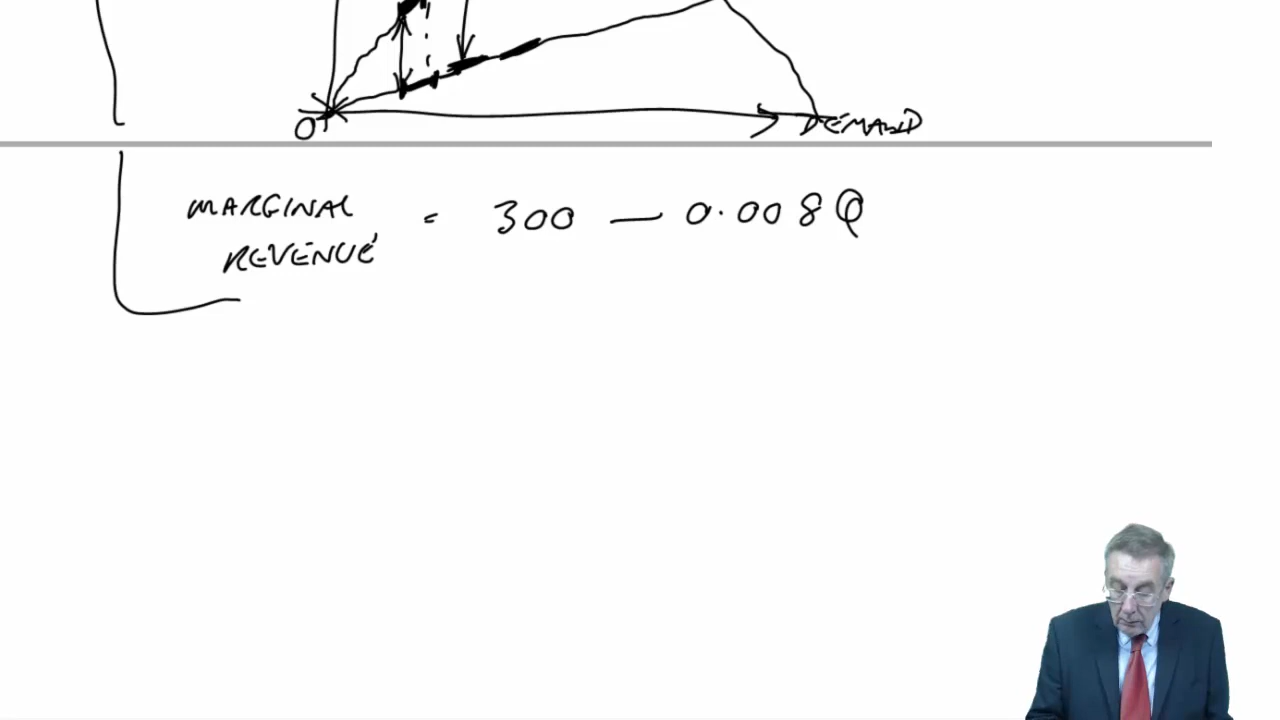 O
DEMAND
MARGINAL
REVENUE = 300 — 0.008Q